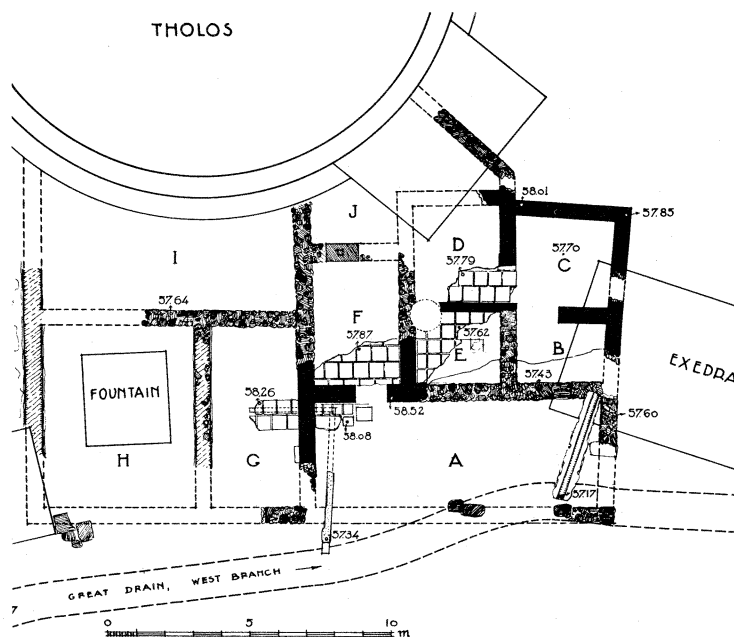 THOLOS
58.01
57.85
J
D
57.70
C
57.79
I
57.64
F
57.87
57.62
E
B
EXEDRA
57.43
FOUNTAIN
58.26
58.52
57.60
58.08
H
G
A
57.17
57.34
GREAT DRAIN, WEST BRANCH
7
0 5 10
m